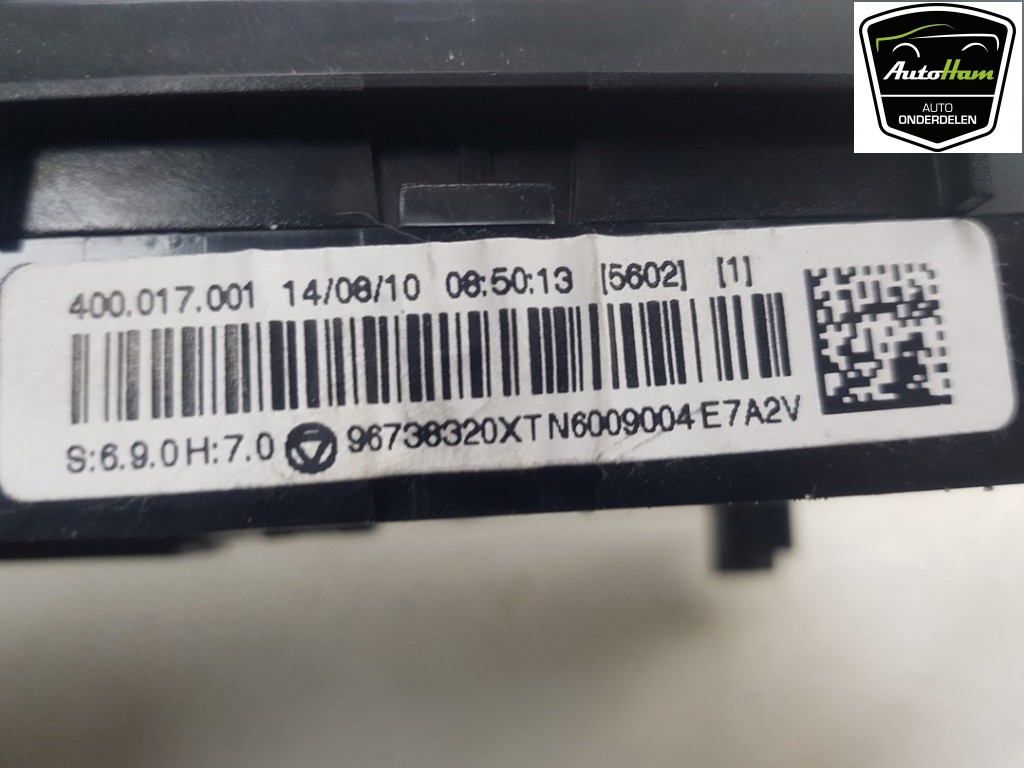 AutoHam
AUTO
ONDERDELEN
400.017.001 14/08/10 08:50:13 [5602] [1]
S:6.9.0H:7.0 96738320XT N6009004 E7A2V